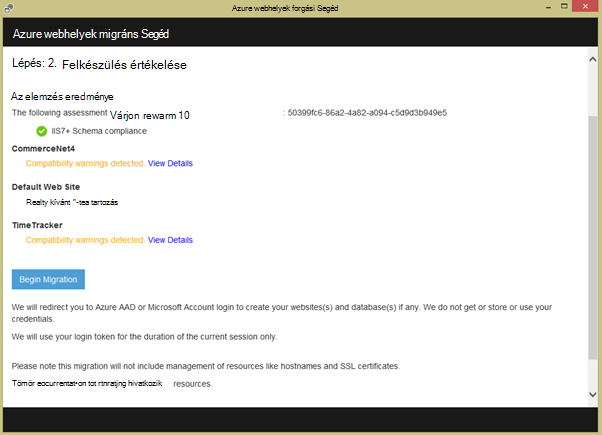 Azure webhelyek forgási Segéd
Azure webhelyek migráns Segéd
Lépés: 2. Felkészülés értékelése
Az elemzés eredménye
The following assessment Várjon rewarm 10 : 50399fc6-86a2-4a82-a094-c5d9d3b949e5
IIS7+ Schema compliance
CommerceNet4
Compatibility warnings detected. View Details
Default Web Site
Realty kívánt "-tea tartozás
TimeTracker
Compatibility warnings detected. View Details
Begin Migration
We will redirect you to Azure AAD or Microsoft Account login to create your websites(s) and database(s) if any. We do not get or store or use your
credentials.
We will use your login token for the duration of the current session only.
Please note this migration will not include management of resources like hostnames and SSL certificates.
Tömör eocurrentat•on tot rtnratjng hivatkozik resources.